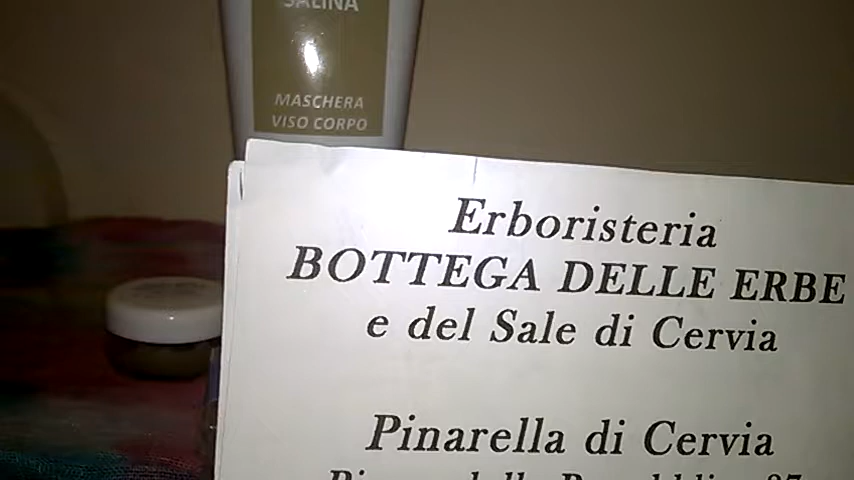 SALINA
MASCHERA
VISO CORPO
Erboristeria
BOTTEGA DELLE ERBE
e del Sale di Cervia
Pinarella di Cervia